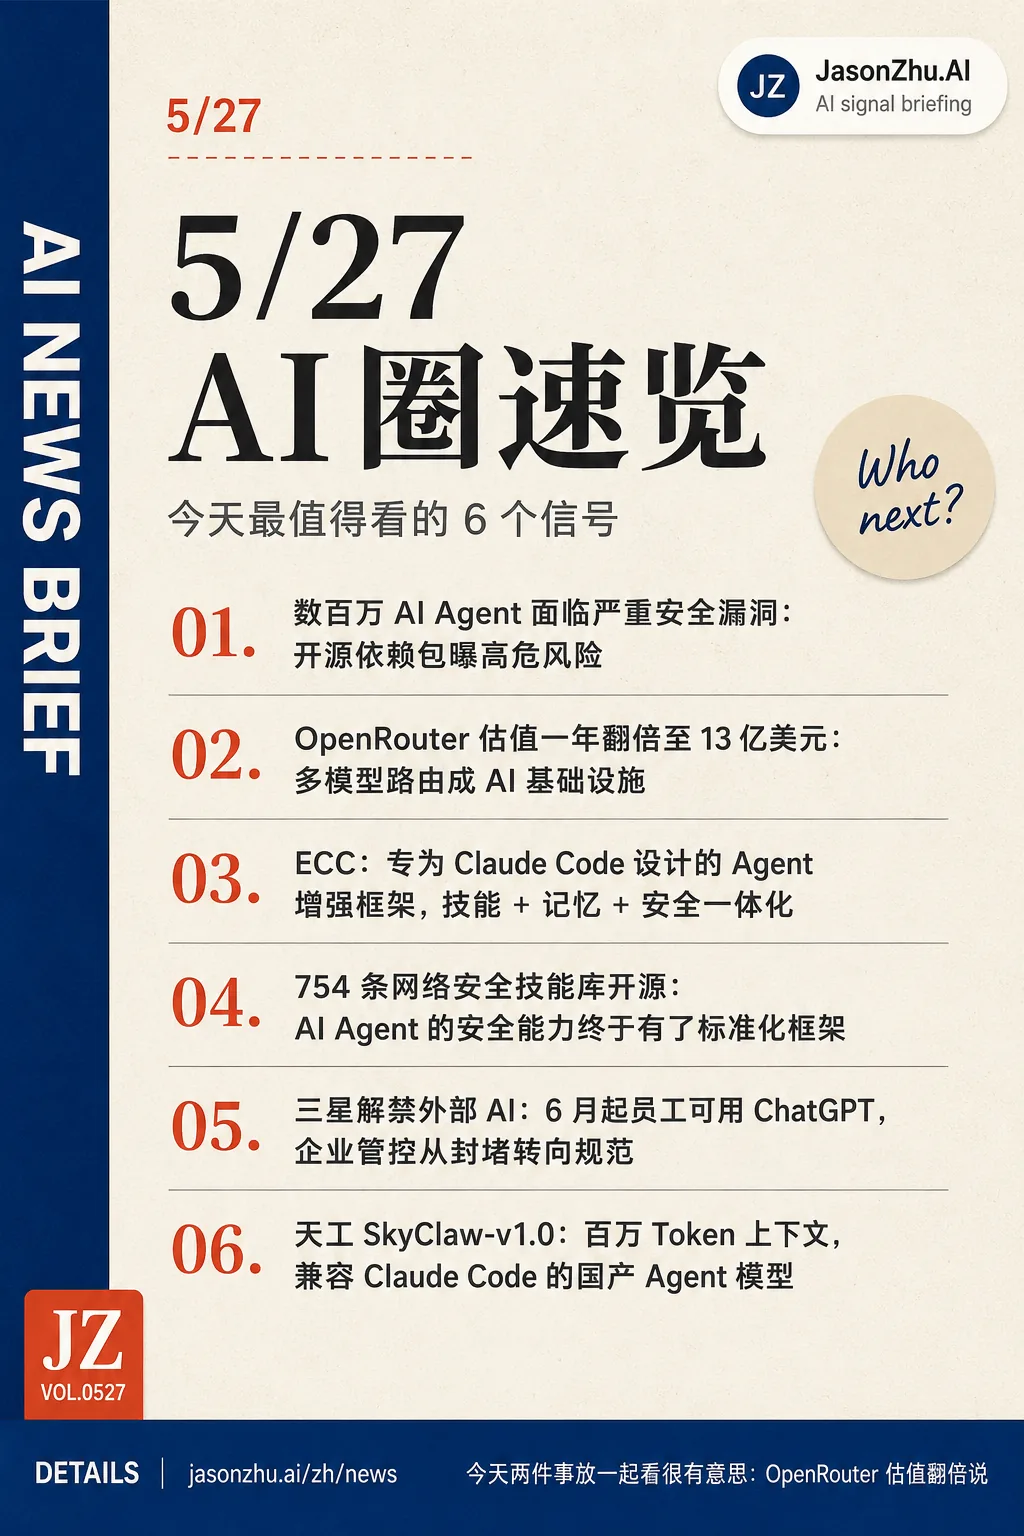 JZ
JasonZhu.AI
AI signal briefing
5/27
5/27
AI 圈速览
今天最值得看的 6 个信号
Who
next?
AI NEWS BRIEF
01.
数百万 AI Agent 面临严重安全漏洞：
开源依赖包曝高危风险
02.
OpenRouter 估值一年翻倍至 13 亿美元：
多模型路由成 AI 基础设施
03.
ECC：专为 Claude Code 设计的 Agent
增强框架，技能 + 记忆 + 安全一体化
04.
754 条网络安全技能库开源：
AI Agent 的安全能力终于有了标准化框架
05.
三星解禁外部 AI：6 月起员工可用 ChatGPT，
企业管控从封堵转向规范
06.
天工 SkyClaw-v1.0：百万 Token 上下文，
兼容 Claude Code 的国产 Agent 模型
JZ
VOL.0527
DETAILS
jasonzhu.ai/zh/news
今天两件事放一起看很有意思：OpenRouter 估值翻倍说